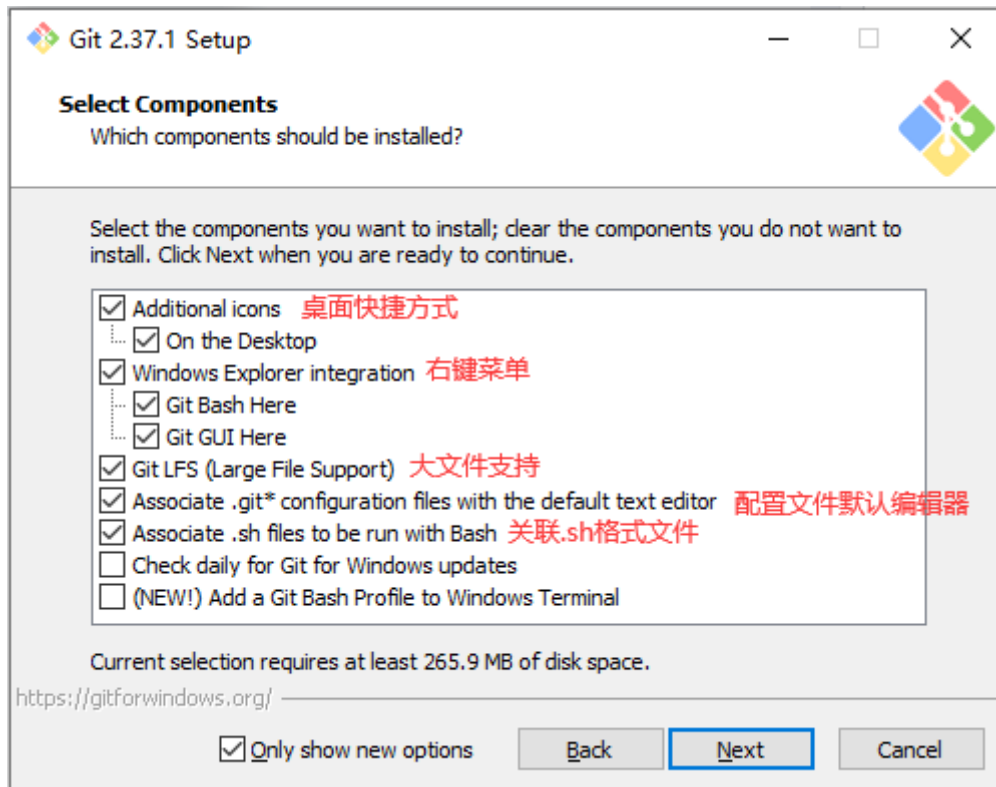 Git 2.37.1 Setup
Select Components
Which components should be installed?
Select the components you want to install; clear the components you do not want to
install. Click Next when you are ready to continue.
Additional icons 桌面快捷方式
On the Desktop
Windows Explorer integration 右键菜单
Git Bash Here
Git GUI Here
Git LFS (Large File Support) 大文件支持
Associate .git* configuration files with the default text editor 配置文件默认编辑器
Associate .sh files to be run with Bash 关联.sh格式文件
Check daily for Git for Windows updates
(NEW!) Add a Git Bash Profile to Windows Terminal
Current selection requires at least 265.9 MB of disk space.
https://gitforwindows.org/
Only show new options Back Next Cancel